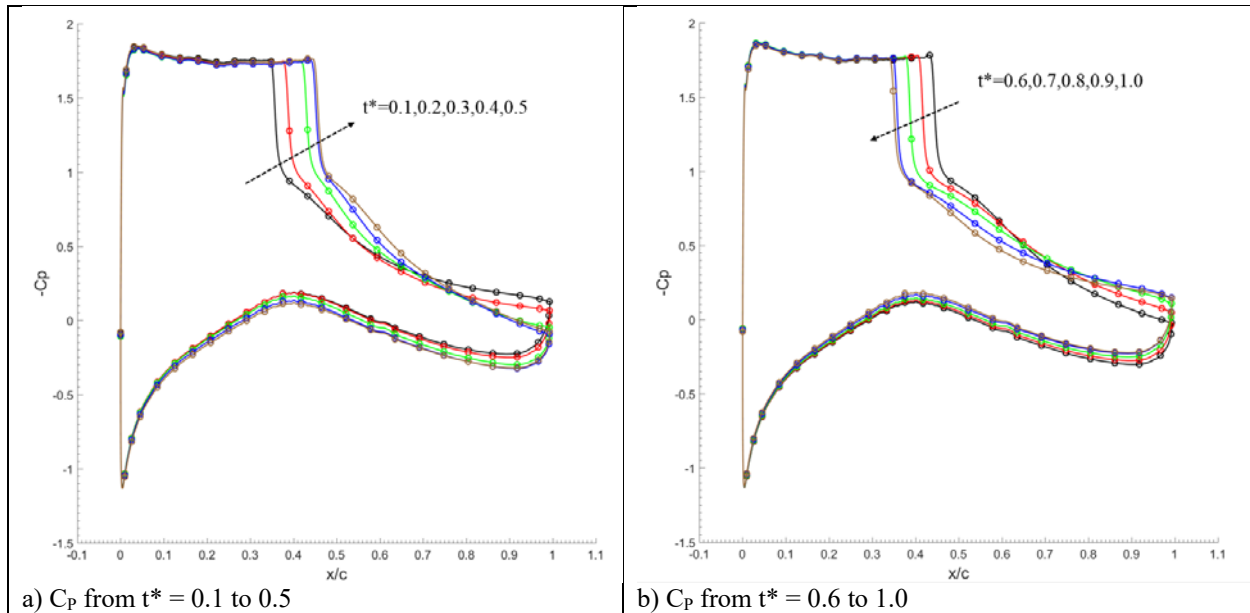 2
1.5
1
0.5
0
-0.5
-1
-1.5
-Cp
t*=0.1,0.2,0.3,0.4,0.5
-0.1 0 0.1 0.2 0.3 0.4 0.5 0.6 0.7 0.8 0.9 1 1.1
x/c
a) CP from t* = 0.1 to 0.5
2
1.5
1
0.5
0
-0.5
-1
-1.5
-Cp
t*=0.6,0.7,0.8,0.9,1.0
-0.1 0 0.1 0.2 0.3 0.4 0.5 0.6 0.7 0.8 0.9 1 1.1
x/c
b) CP from t* = 0.6 to 1.0